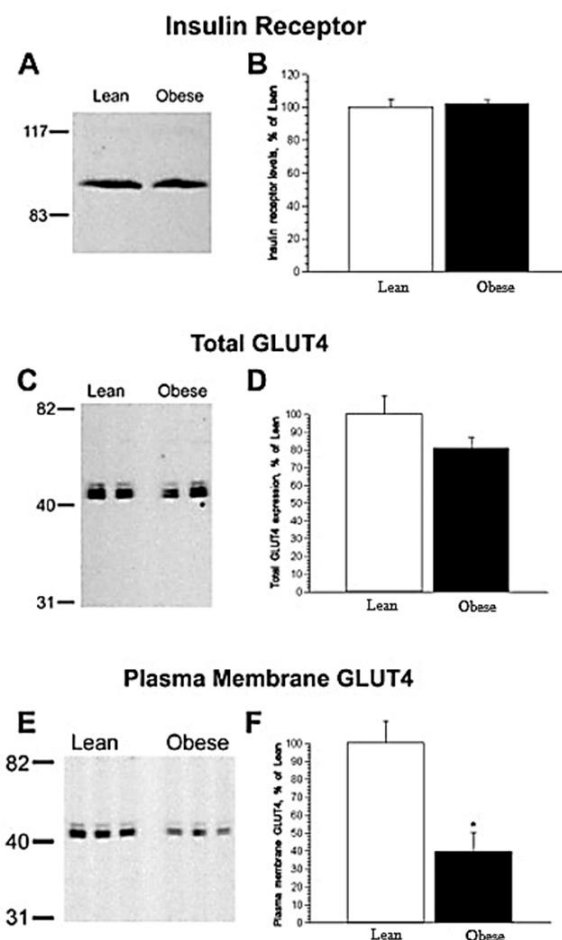 Insulin Receptor
A
Lean Obese
117
83
B
Insulin receptor levels, % of Lean
120
100
80
60
40
20
0
Lean Obese
Total GLUT4
C
Lean Obese
82
40
31
D
Total GLUT4 expression, % of Lean
100
90
80
70
60
50
40
30
20
10
0
Lean Obese
Plasma Membrane GLUT4
E
Lean Obese
82
40
31
F
Plasma membrane GLUT4, % of Lean
100
90
80
70
60
50
40
30
20
10
0
*
Lean Obese